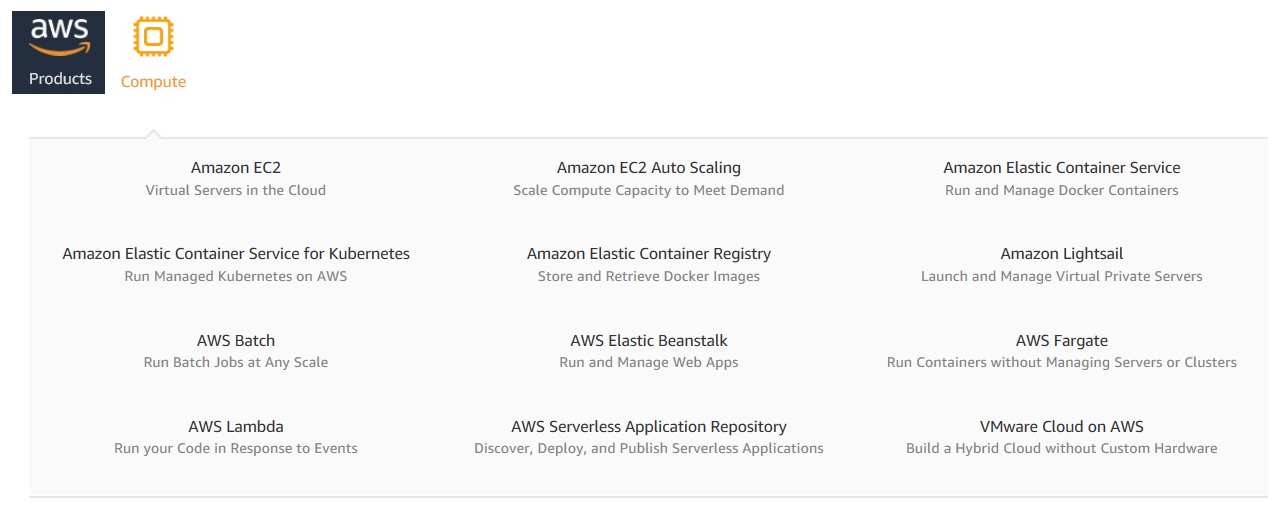 aws
Products
Compute
Amazon EC2
Virtual Servers in the Cloud
Amazon EC2 Auto Scaling
Scale Compute Capacity to Meet Demand
Amazon Elastic Container Service
Run and Manage Docker Containers
Amazon Elastic Container Service for Kubernetes
Run Managed Kubernetes on AWS
Amazon Elastic Container Registry
Store and Retrieve Docker Images
Amazon Lightsail
Launch and Manage Virtual Private Servers
AWS Batch
Run Batch Jobs at Any Scale
AWS Elastic Beanstalk
Run and Manage Web Apps
AWS Fargate
Run Containers without Managing Servers or Clusters
AWS Lambda
Run your Code in Response to Events
AWS Serverless Application Repository
Discover, Deploy, and Publish Serverless Applications
VMware Cloud on AWS
Build a Hybrid Cloud without Custom Hardware